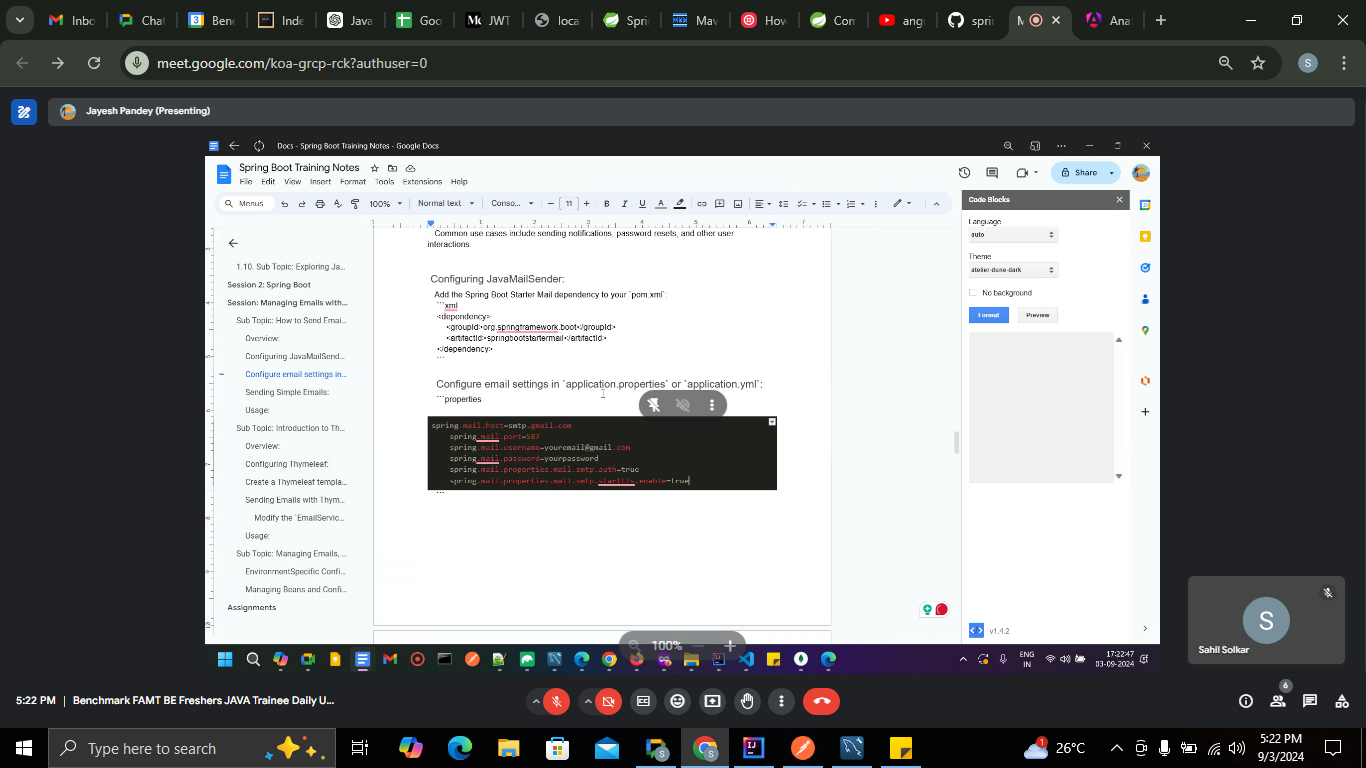 Inbo
Chat
Benc
Inde
Java
Goo
JWT
loca
Spri
Mav
How
Con
ang
sprin
M
Ana
meet.google.com/koa-grcp-rck?authuser=0
S
Jayesh Pandey (Presenting)
Docs - Spring Boot Training Notes - Google Docs
Spring Boot Training Notes
File Edit View Insert Format Tools Extensions Help
Share
Menus
100%
Normal text
Conso...
11
B I U A
Code Blocks
Language
auto
Theme
atelier-dune-dark
No background
Format Preview
v1.4.2
1.10. Sub Topic: Exploring Ja...
Session 2: Spring Boot
Session: Managing Emails with...
Sub Topic: How to Send Emai...
Overview:
Configuring JavaMailSend...
Configure email settings in...
Sending Simple Emails:
Usage:
Sub Topic: Introduction to Th...
Overview:
Configuring Thymeleaf:
Create a Thymeleaf templa...
Sending Emails with Thym...
Modify the `EmailServic...
Usage:
Sub Topic: Managing Emails, ...
EnvironmentSpecific Confi...
Managing Beans and Confi...
Assignments
Common use cases include sending notifications, password resets, and other user
interactions.
Configuring JavaMailSender:
Add the Spring Boot Starter Mail dependency to your `pom.xml`:
```xml
<dependency>
<groupId>org.springframework.boot</groupId>
<artifactId>springbootstartermail</artifactId>
</dependency>
```
Configure email settings in `application.properties` or `application.yml`:
```properties
spring.mail.host=smtp.gmail.com
spring.mail.port=587
spring.mail.username=youremail@gmail.com
spring.mail.password=yourpassword
spring.mail.properties.mail.smtp.auth=true
spring.mail.properties.mail.smtp.starttls.enable=true
```
100%
ENG
IN
17:22:47
03-09-2024
S
Sahil Solkar
5:22 PM | Benchmark FAMT BE Freshers JAVA Trainee Daily U...
6
Type here to search
26°C
5:22 PM
9/3/2024